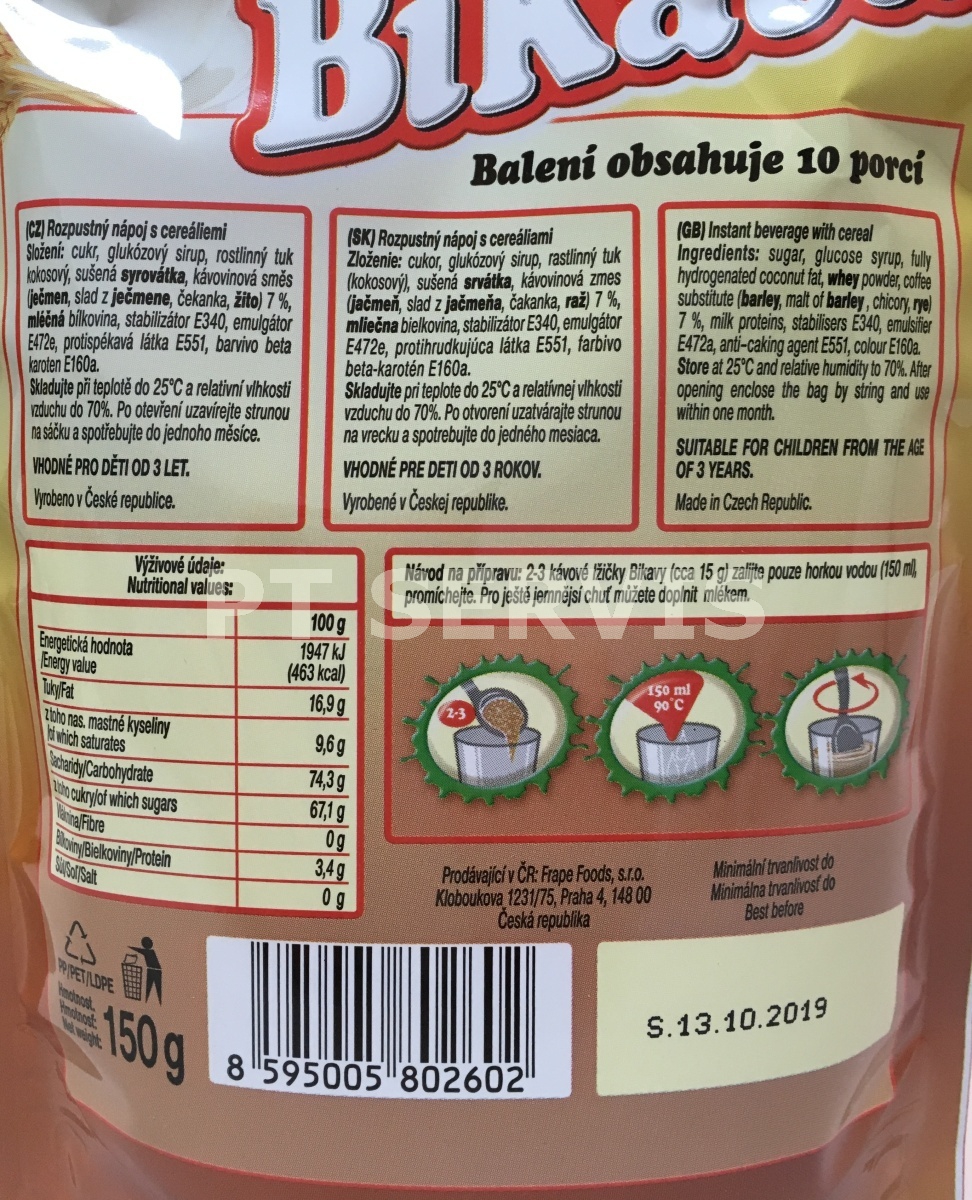 Balení obsahuje 10 porcí
(CZ) Rozpustný nápoj s cereáliemi
Složení: cukr, glukózový sirup, rostlinný tuk
kokosový, sušená syrovátka, kávovinová směs
(ječmen, slad z ječmene, čekanka, žito) 7 %,
mléčná bílkovina, stabilizátor E340, emulgátor
E472e, protispékavá látka E551, barvivo beta
karoten E160a.
Skladujte při teplotě do 25°C a relativní vlhkosti
vzduchu do 70%. Po otevření uzavírejte strunou
na sáčku a spotřebujte do jednoho měsíce.
VHODNÉ PRO DĚTI OD 3 LET.
Vyrobeno v České republice.
(SK) Rozpustný nápoj s cereáliami
Zloženie: cukor, glukózový sirup, rastlinný tuk
(kokosový), sušená srvátka, kávovinová zmes
(jačmeň, slad z jačmeňa, čakanka, raž) 7 %,
mliečna bielkovina, stabilizátor E340, emulgátor
E472e, protihrudkujúca látka E551, farbivo
beta-karotén E160a.
Skladujte pri teplote do 25°C a relatívnej vlhkosti
vzduchu do 70%. Po otvorení uzatvárajte strunou
na vrecku a spotrebujte do jedného mesiaca.
VHODNÉ PRE DETI OD 3 ROKOV.
Vyrobené v Českej republike.
(GB) Instant beverage with cereal
Ingredients: sugar, glucose syrup, fully
hydrogenated coconut fat, whey powder, coffee
substitute (barley, malt of barley , chicory, rye)
7 %, milk proteins, stabilisers E340, emulsifier
E472a, anti-caking agent E551, colour E160a.
Store at 25°C and relative humidity to 70%. After
opening enclose the bag by string and use
within one month.
SUITABLE FOR CHILDREN FROM THE AGE
OF 3 YEARS.
Made in Czech Republic.
Výživové údaje:
Nutritional values:
100 g
Energetická hodnota 1947 kJ
/Energy value (463 kcal)
Tuky/Fat 16,9 g
z toho nas. mastné kyseliny
/of which saturates 9,6 g
Sacharidy/Carbohydrate 74,3 g
z toho cukry/of which sugars 67,1 g
Vláknina/Fibre 0 g
Bílkoviny/Bielkoviny/Protein 3,4 g
Sůl/Soľ/Salt 0 g
Návod na přípravu: 2-3 kávové lžičky Bikavy (cca 15 g) zalijte pouze horkou vodou (150 ml),
promíchejte. Pro ještě jemnější chuť můžete doplnit mlékem.
PT SERVIS
2-3
150 ml
90°C
Prodávající v ČR: Frape Foods, s.r.o.
Kloboukova 1231/75, Praha 4, 148 00
Česká republika
Minimální trvanlivost do
Minimálna trvanlivosť do
Best before
PP/PET/LDPE
Hmotnost.
Hmotnosť:
Net weight:
150 g
8 595005 802602
S.13.10.2019